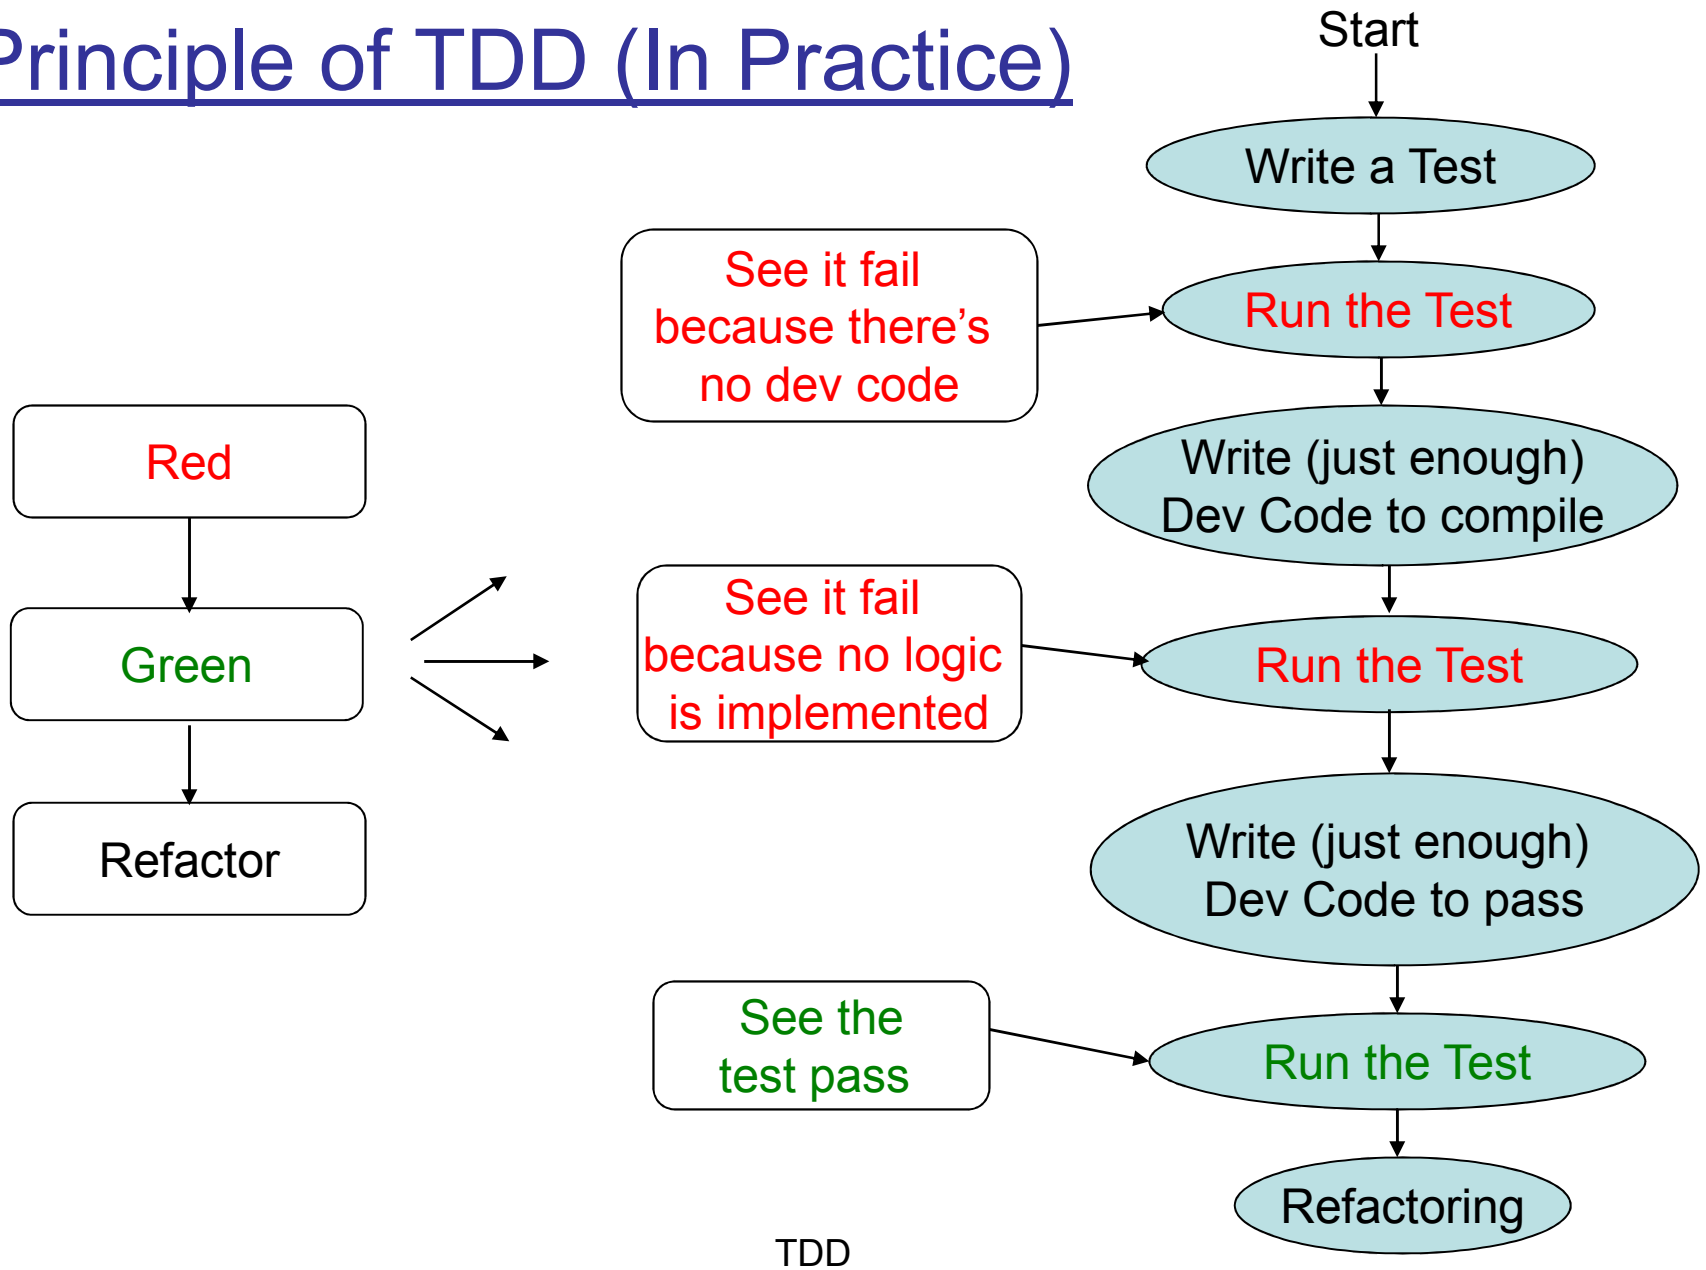 Principle of TDD (In Practice)
Start
Write a Test
See it fail
because there's
no dev code
Run the Test
Write (just enough)
Dev Code to compile
Red
Green
Refactor
See it fail
because no logic
is implemented
Run the Test
Write (just enough)
Dev Code to pass
See the
test pass
Run the Test
Refactoring
TDD